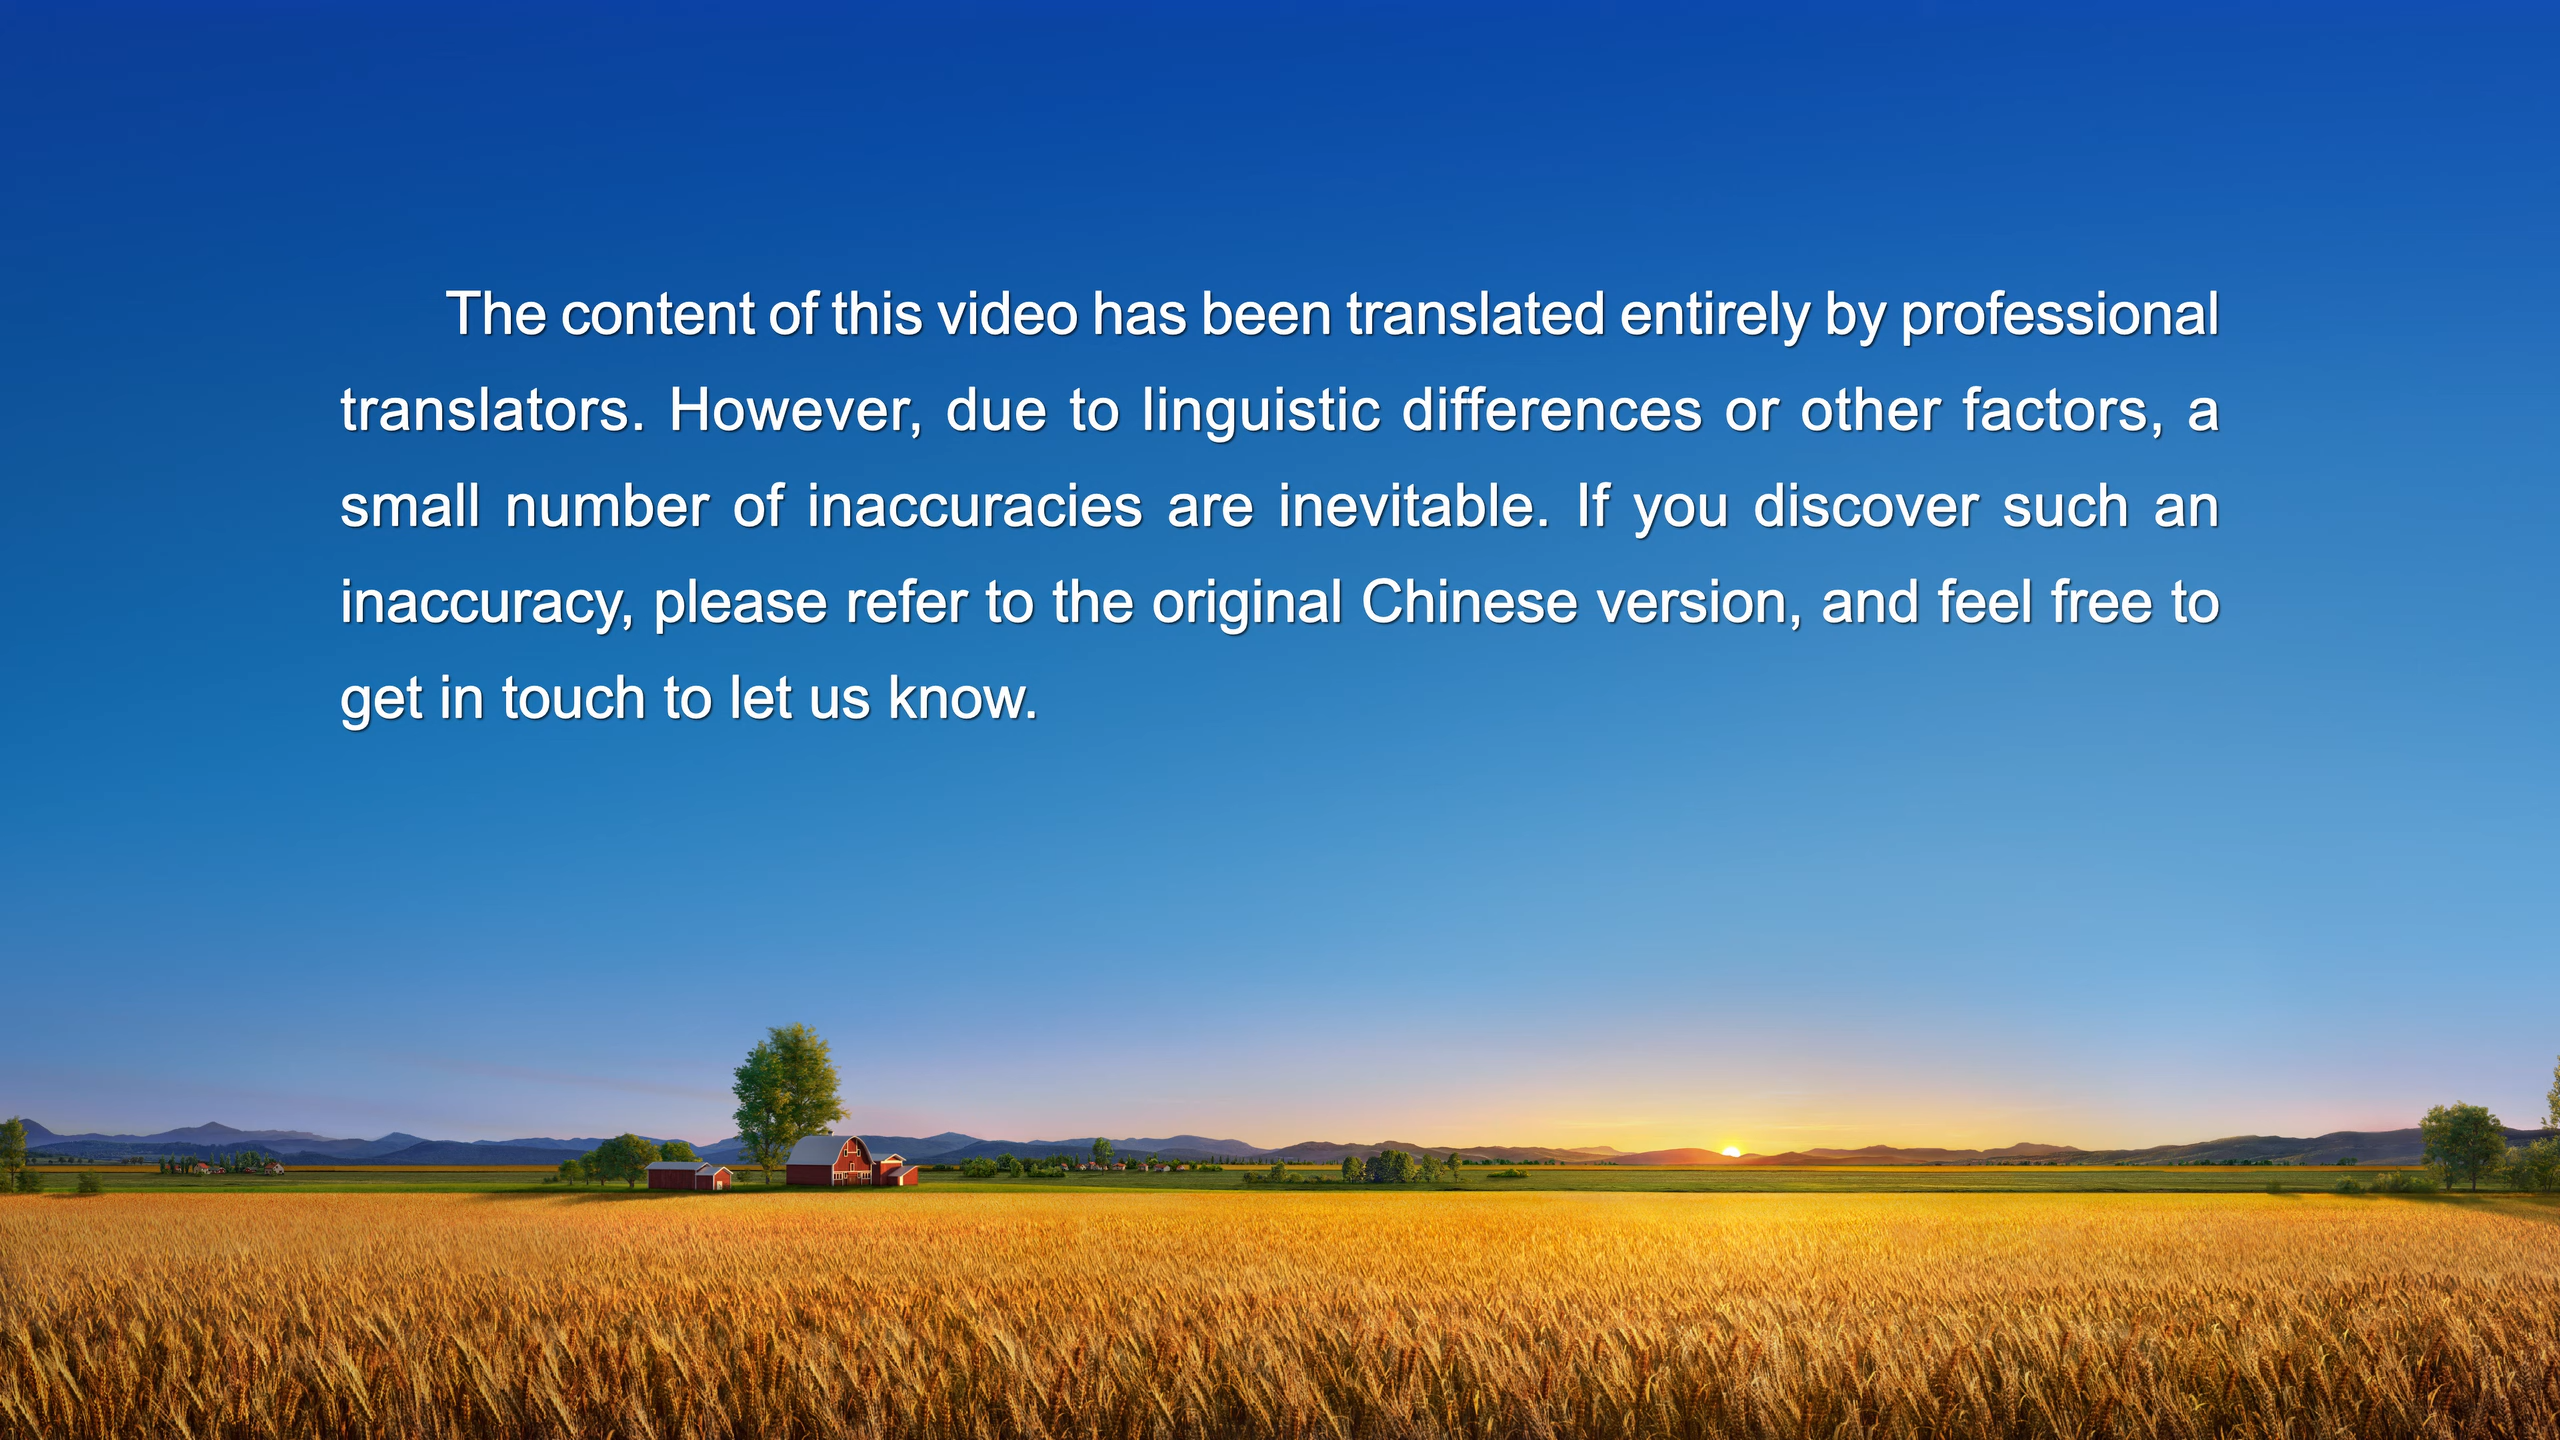 The content of this video has been translated entirely by professional
translators. However, due to linguistic differences or other factors, a
small number of inaccuracies are inevitable. If you discover such an
inaccuracy, please refer to the original Chinese version, and feel free to
get in touch to let us know.